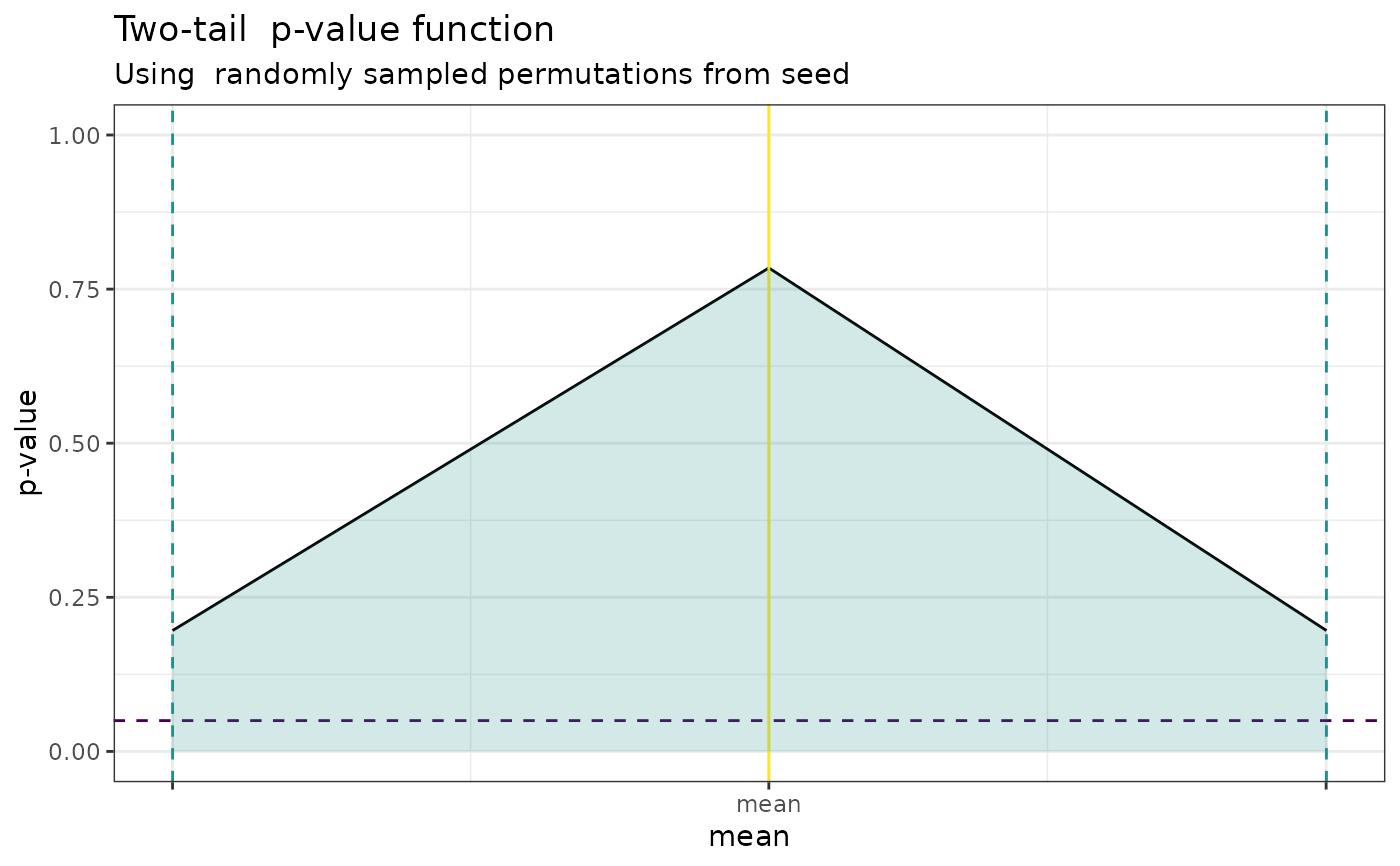 Two-tail  p-value function
Using  randomly sampled permutations from seed
1.00
0.75
0.50
0.25
0.00
p-value
mean
mean